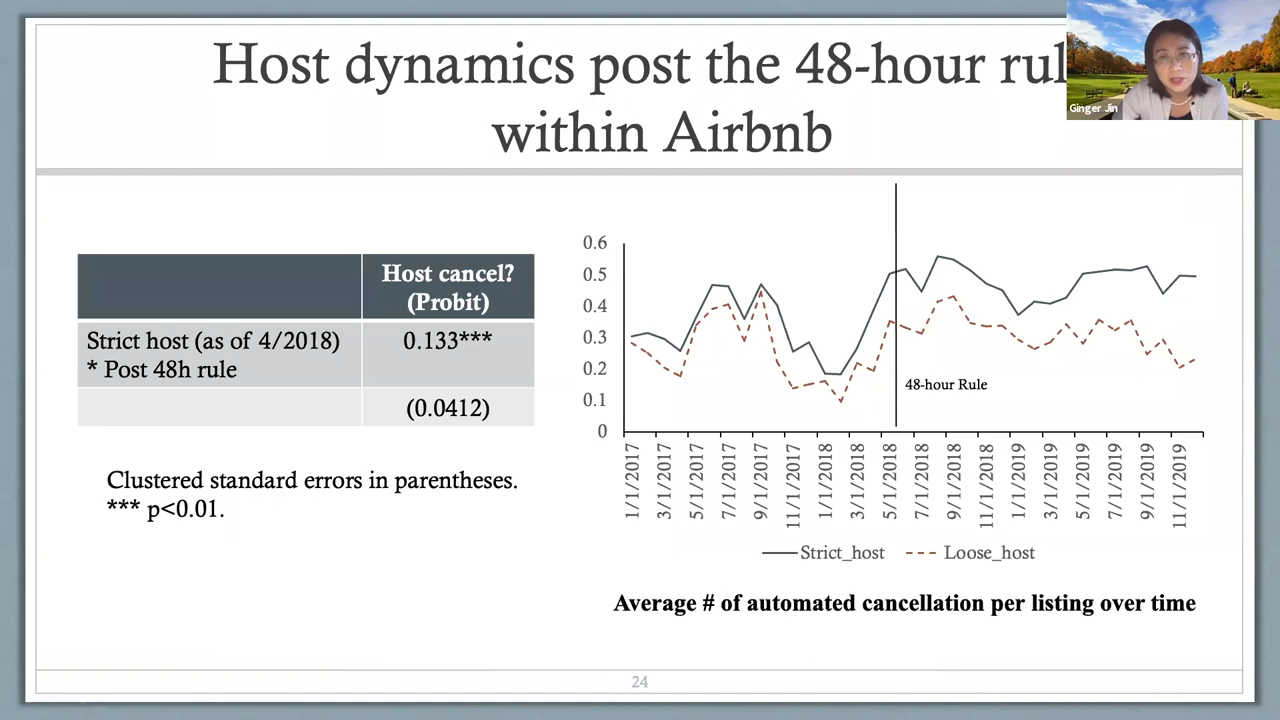 Host dynamics post the 48-hour rul
within Airbnb
Ginger Jin
Host cancel?
(Probit)
Strict host (as of 4/2018)
* Post 48h rule
0.133***
(0.0412)
Clustered standard errors in parentheses.
*** p<0.01.
0.6
0.5
0.4
0.3
0.2
0.1
0
48-hour Rule
1/1/2017
3/1/2017
5/1/2017
7/1/2017
9/1/2017
11/1/2017
1/1/2018
3/1/2018
5/1/2018
7/1/2018
9/1/2018
11/1/2018
1/1/2019
3/1/2019
5/1/2019
7/1/2019
9/1/2019
11/1/2019
Strict_host
Loose_host
Average # of automated cancellation per listing over time
24